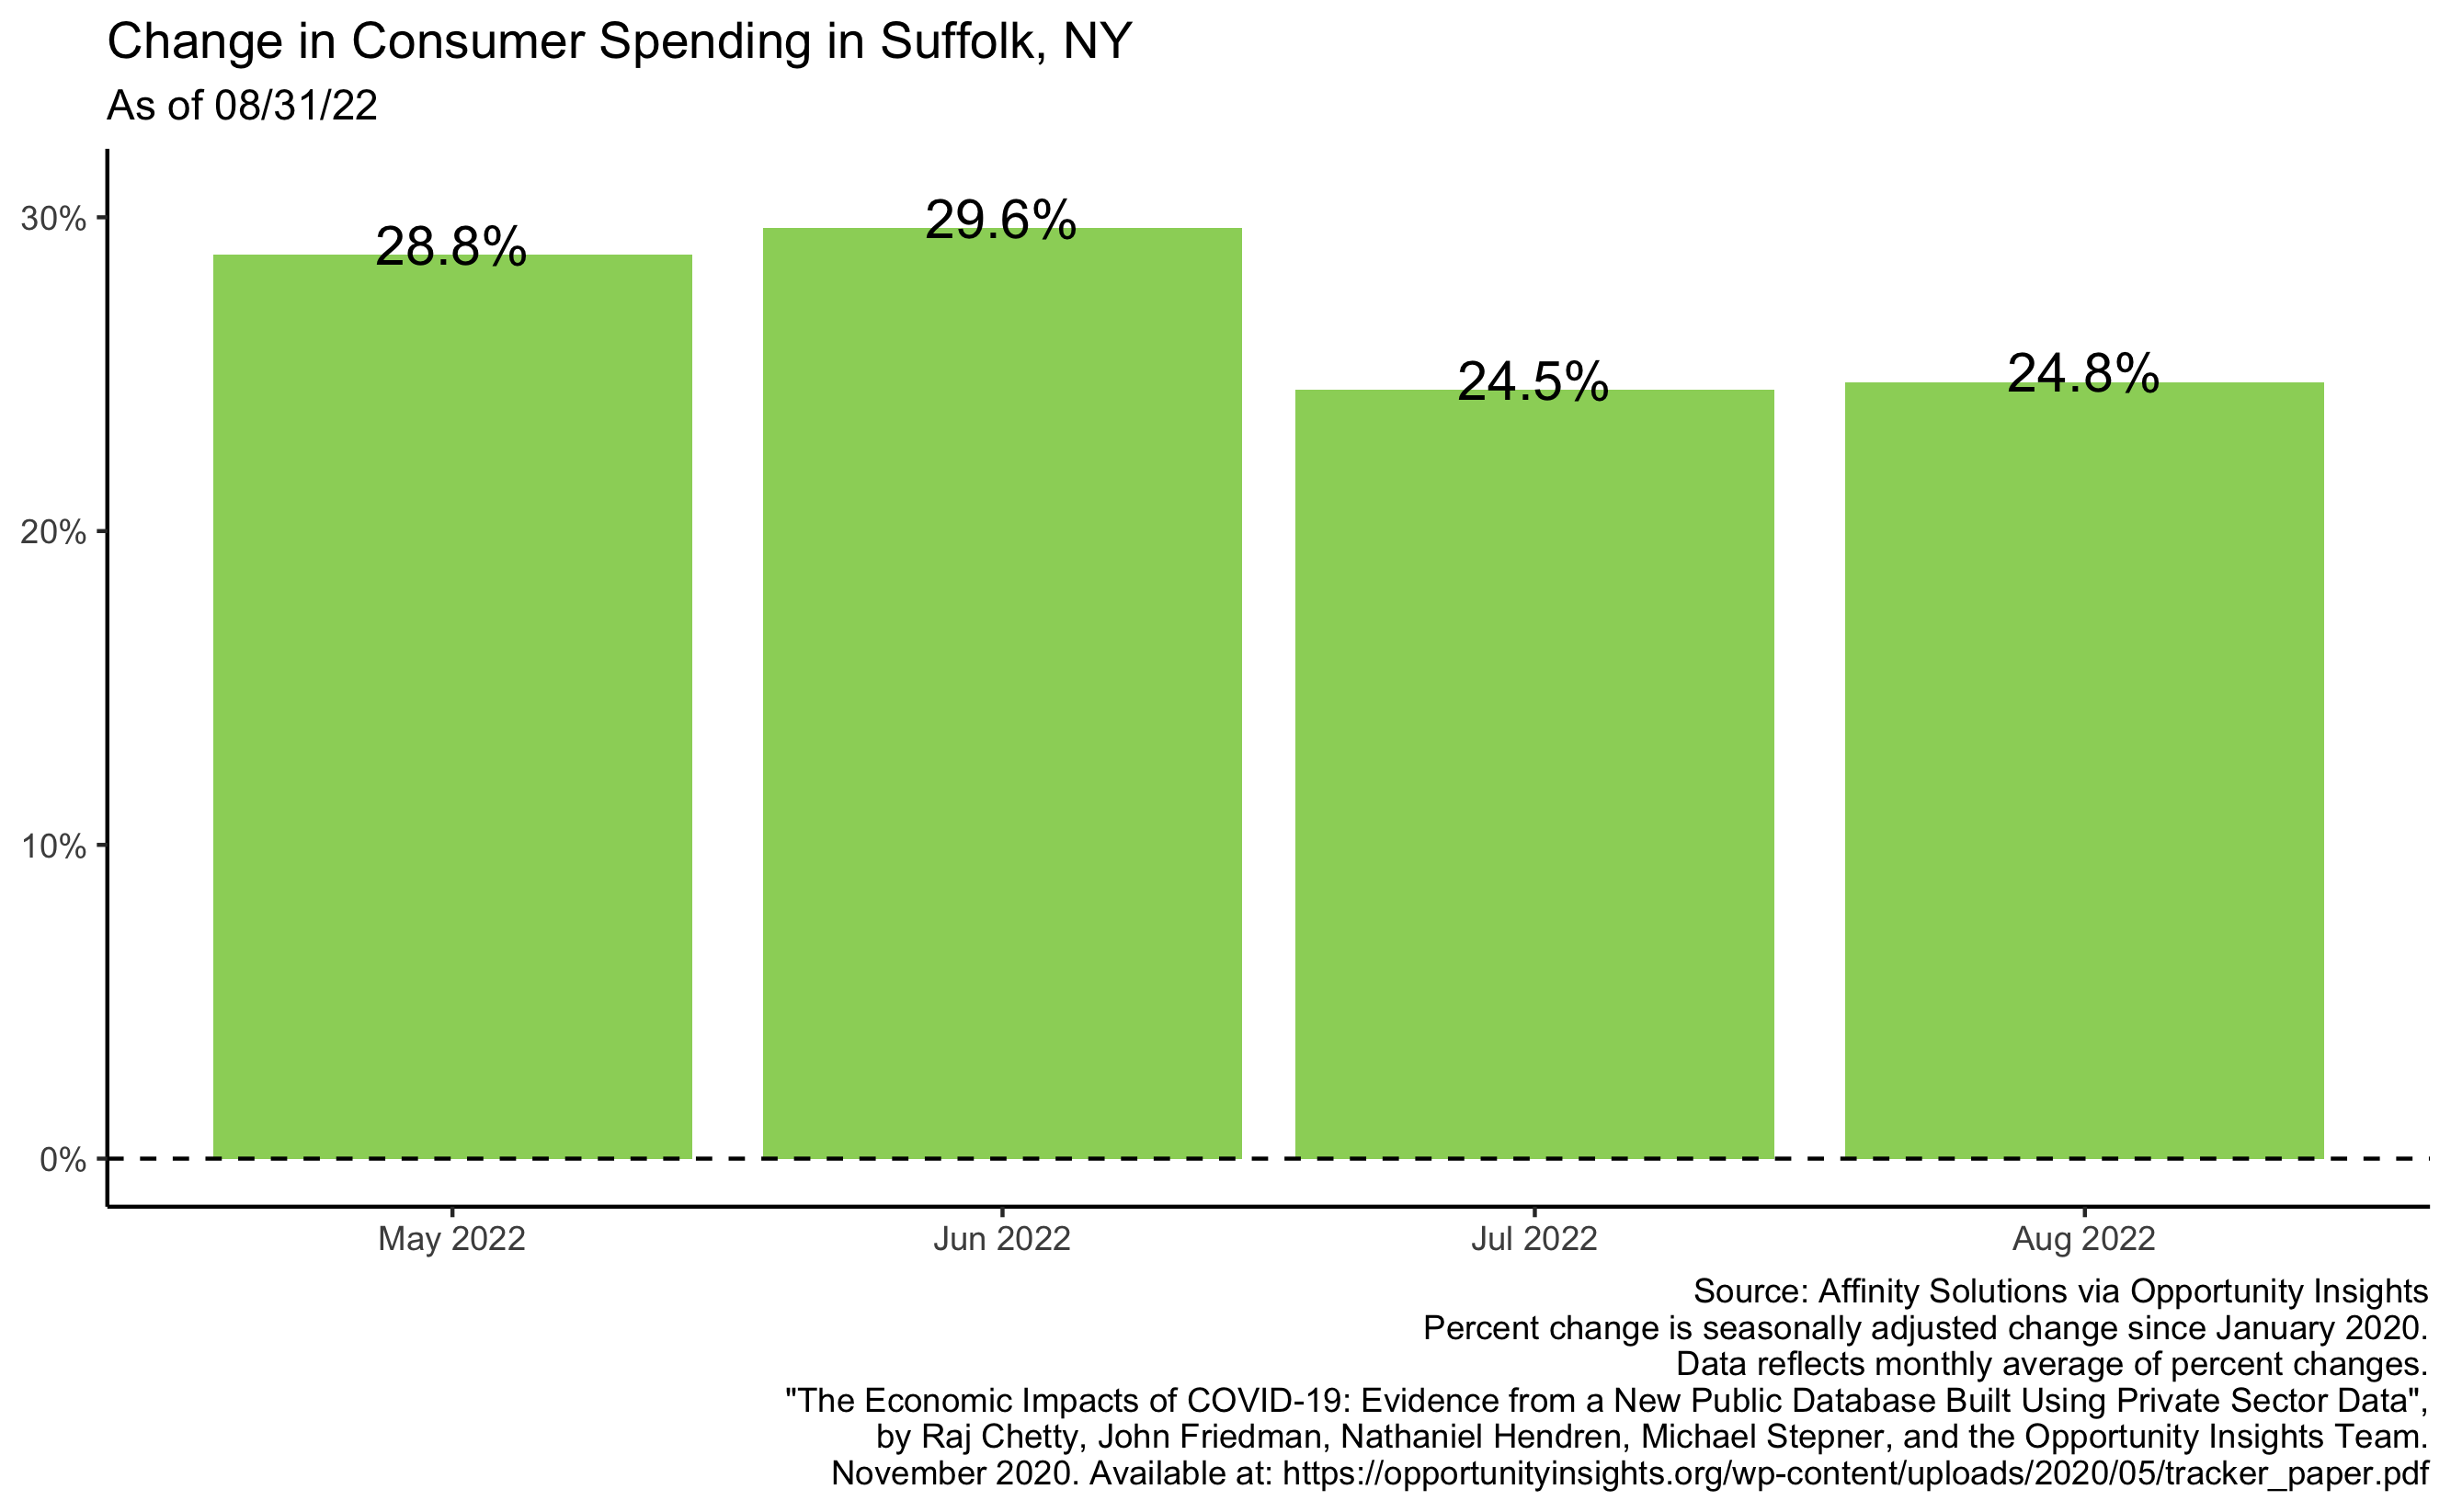 Change in Consumer Spending in Suffolk, NY
As of 08/31/22
30%
20%
10%
0%
28.8%
29.6%
24.5%
24.8%
May 2022
Jun 2022
Jul 2022
Aug 2022
Source: Affinity Solutions via Opportunity Insights
Percent change is seasonally adjusted change since January 2020.
Data reflects monthly average of percent changes.
"The Economic Impacts of COVID-19: Evidence from a New Public Database Built Using Private Sector Data",
by Raj Chetty, John Friedman, Nathaniel Hendren, Michael Stepner, and the Opportunity Insights Team.
November 2020. Available at: https://opportunityinsights.org/wp-content/uploads/2020/05/tracker_paper.pdf